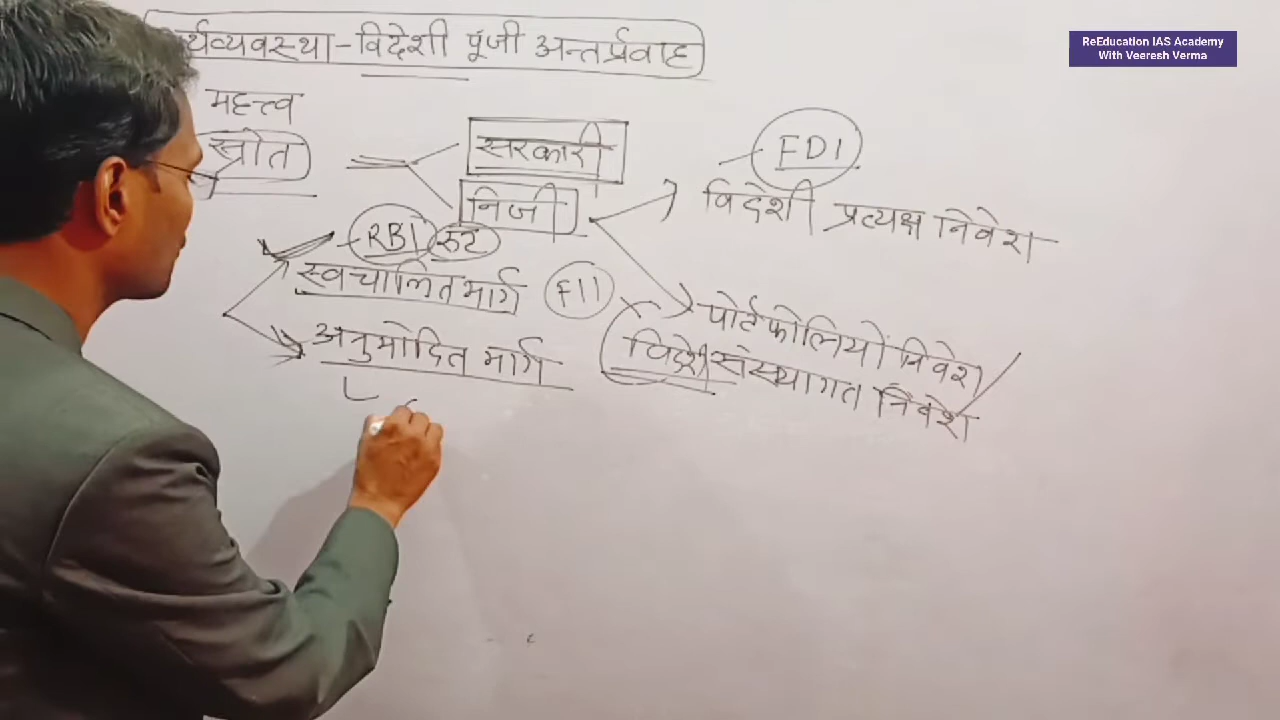 र्थव्यवस्था-विदेशी पूंजी अन्तर्प्रवाह
ReEducation IAS Academy
With Veeresh Verma
महत्त्व
स्रोत
सरकारी
निजी
FDI
विदेशी प्रत्यक्ष निवेश
RBI रुट
स्वचालित मार्ग
FII
अनुमोदित मार्ग
पोर्टफोलियों निवेश/
विदेशी संस्थागत निवेश